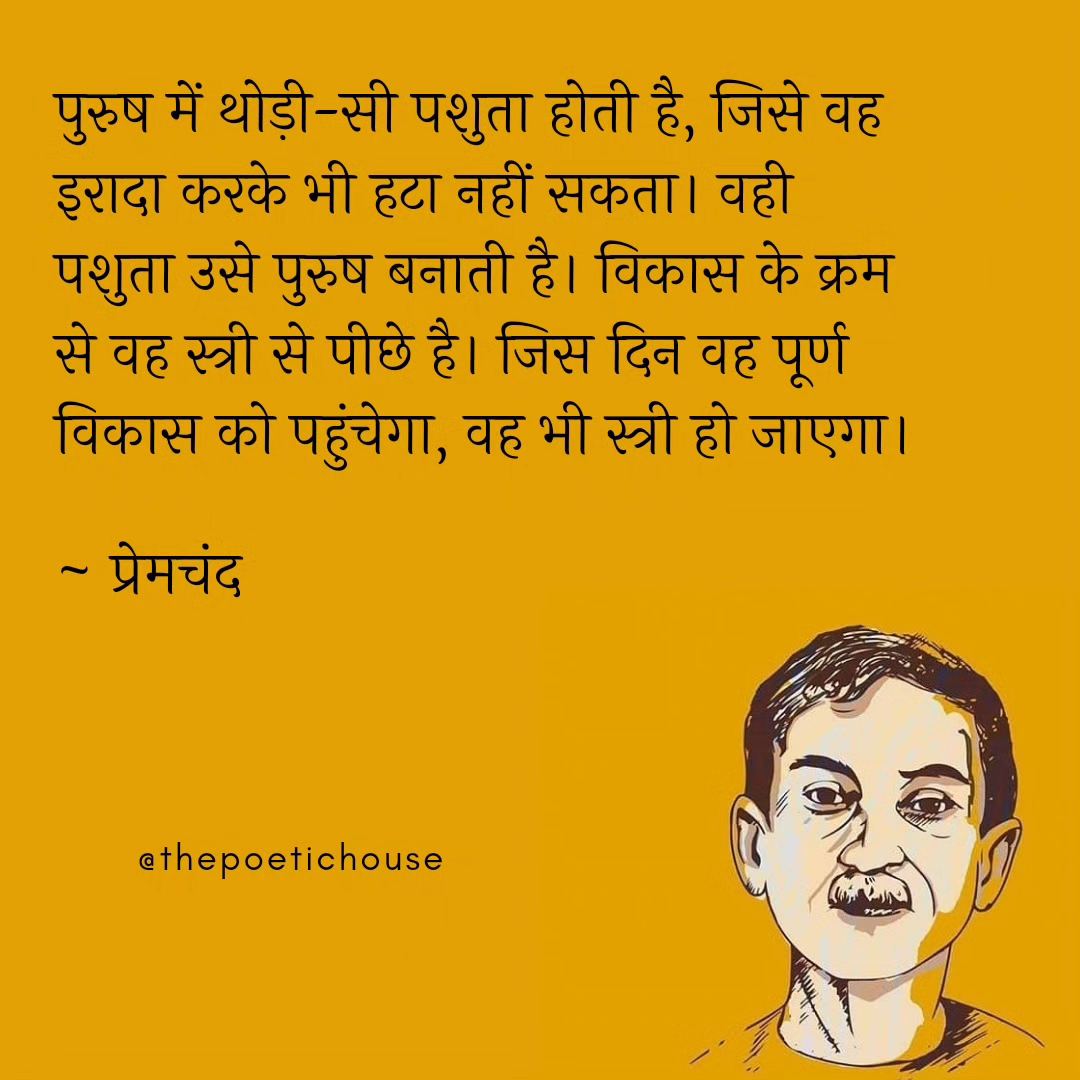 पुरुष में थोड़ी-सी पशुता होती है, जिसे वह
इरादा करके भी हटा नहीं सकता। वही
पशुता उसे पुरुष बनाती है। विकास के क्रम
से वह स्त्री से पीछे है। जिस दिन वह पूर्ण
विकास को पहुंचेगा, वह भी स्त्री हो जाएगा।
~ प्रेमचंद
@thepoetichouse